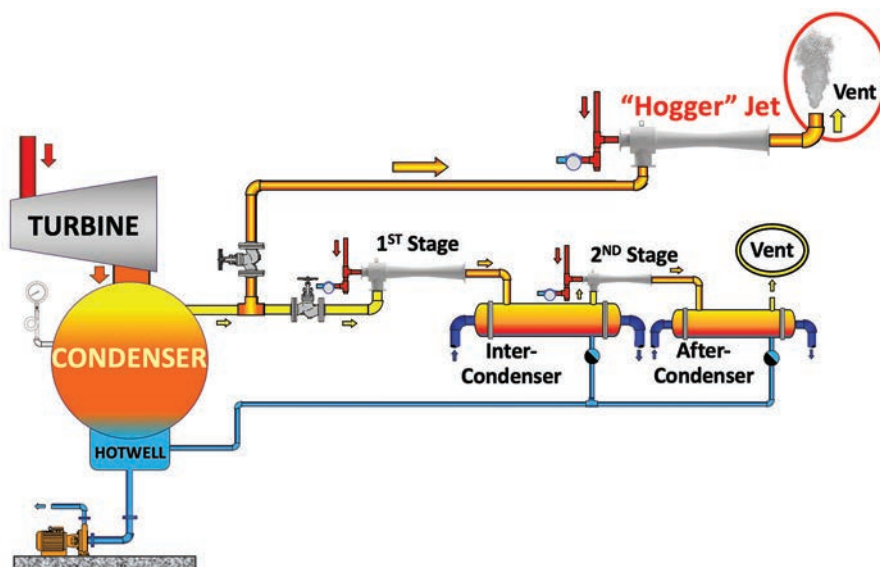 “Hogger” Jet
Vent
TURBINE
1ST Stage
2ND Stage
Vent
CONDENSER
Inter-
Condenser
After-
Condenser
HOTWELL